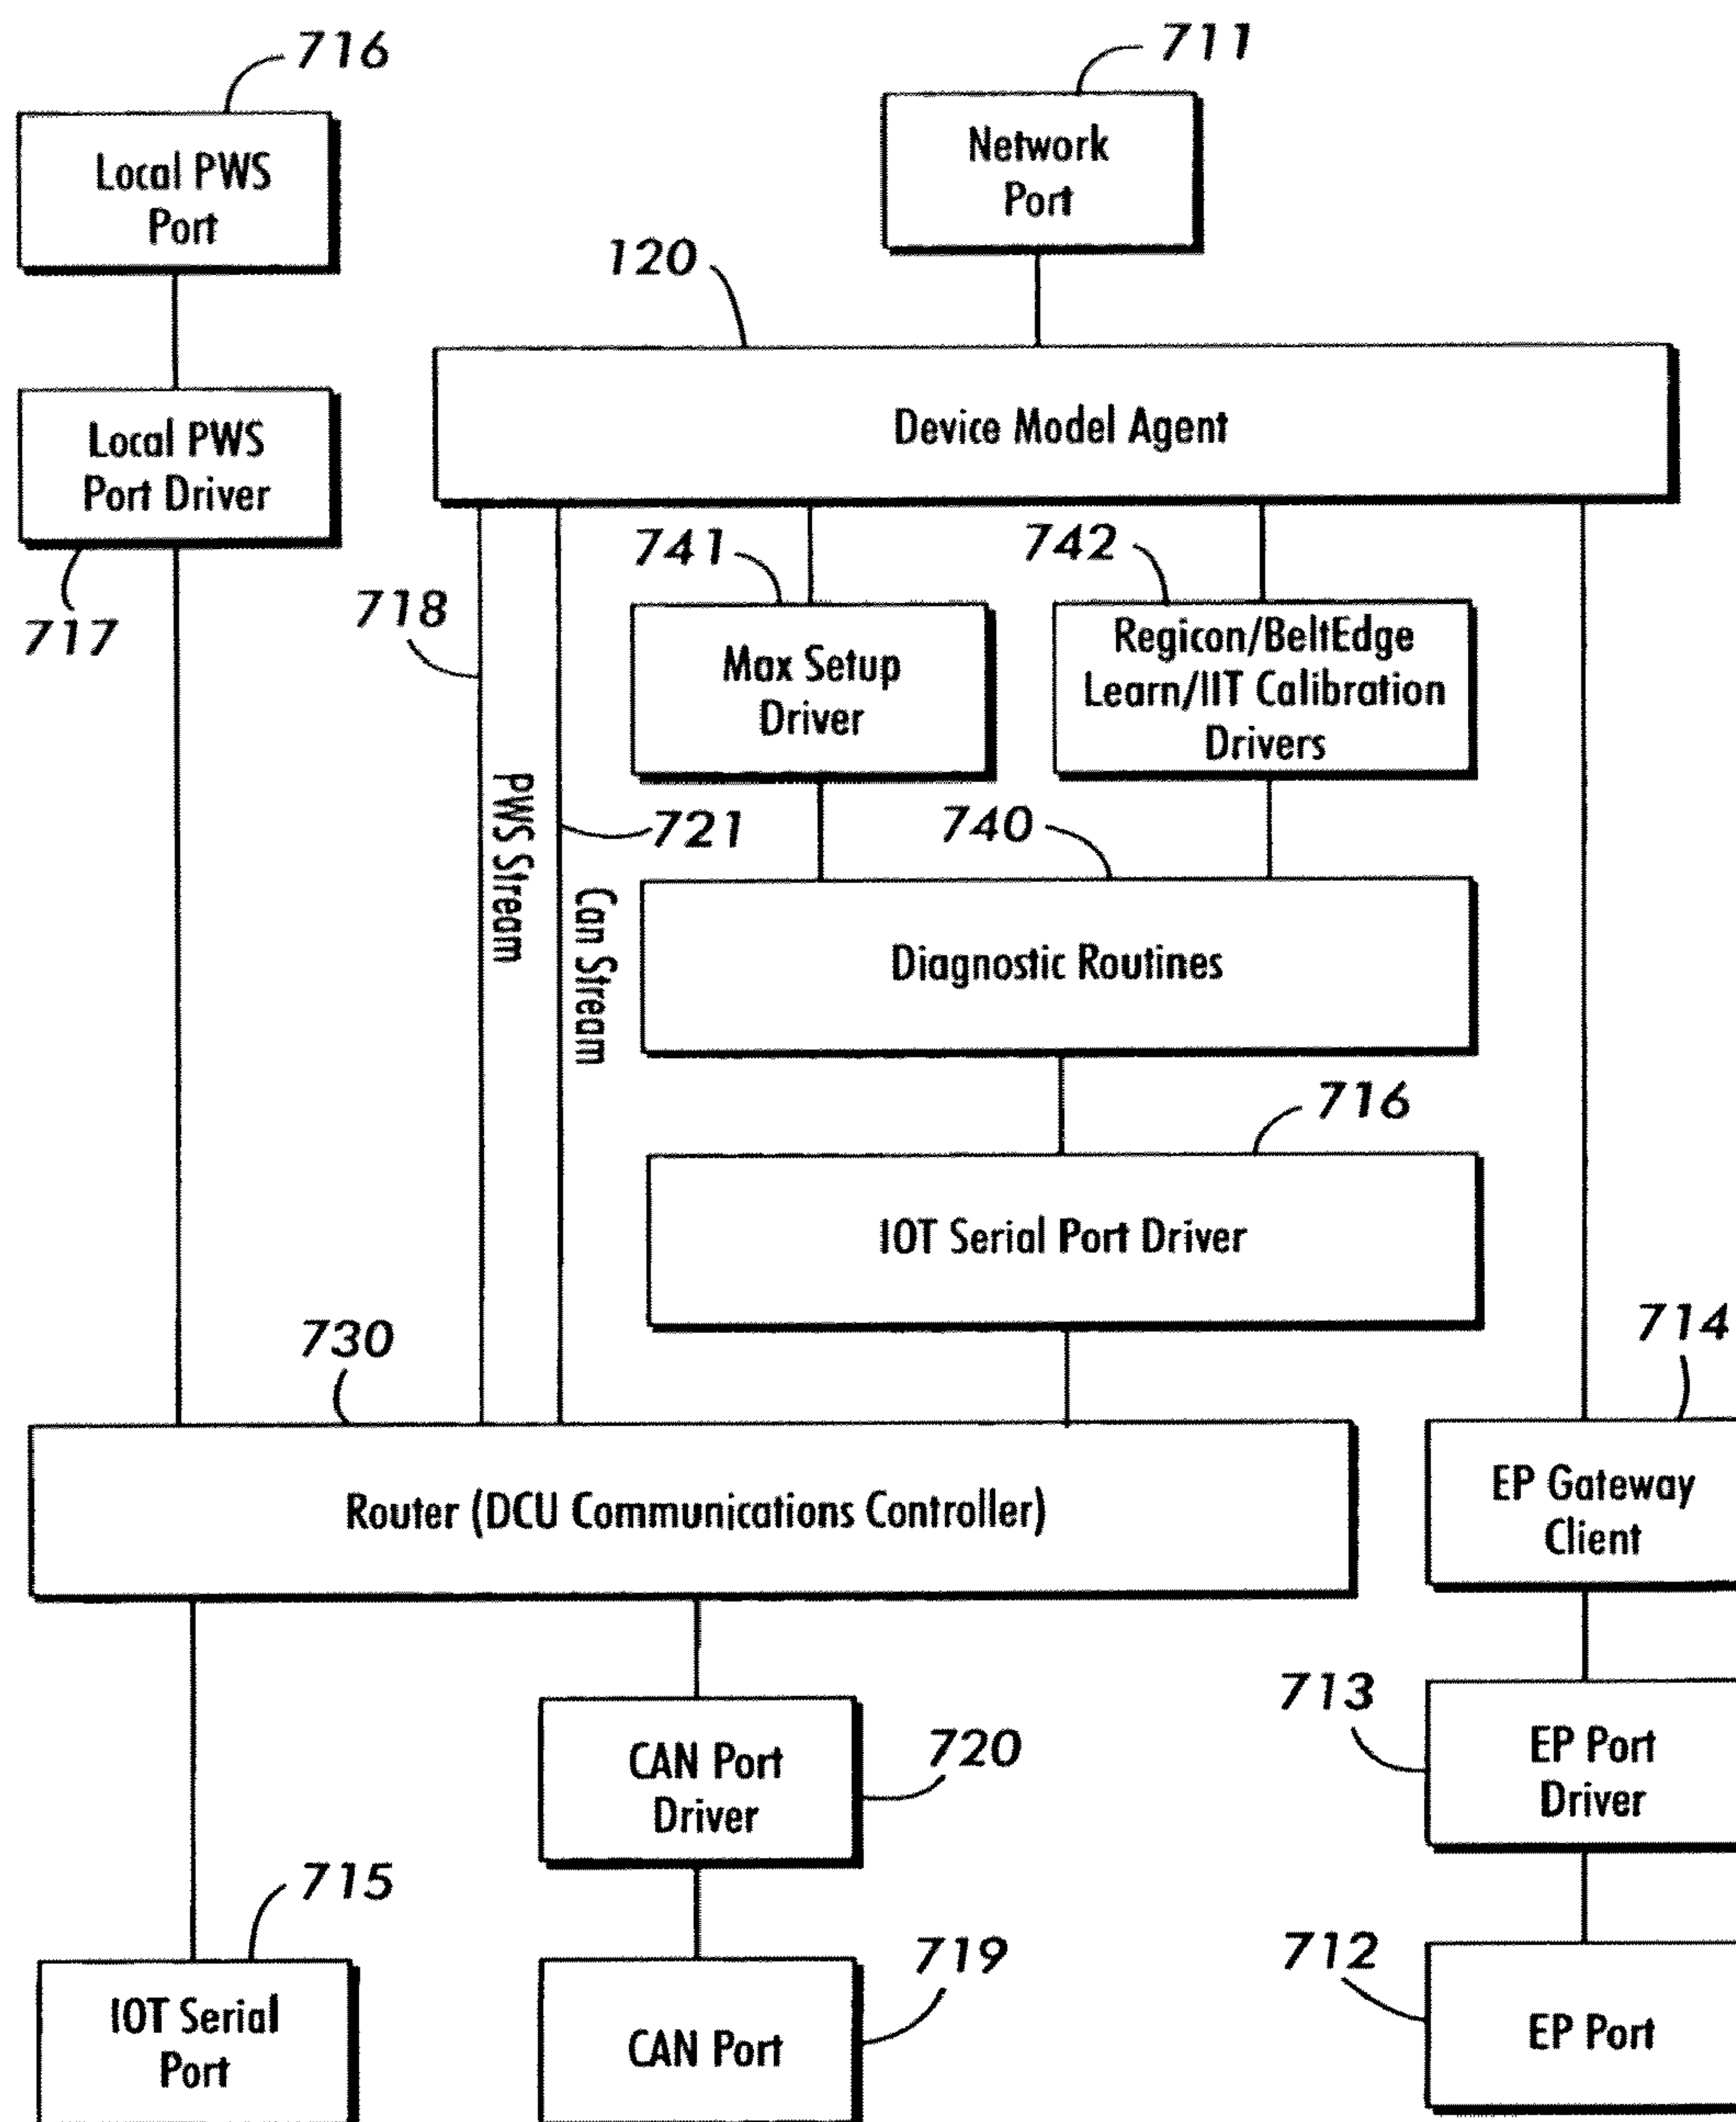 716
711
Local PWS
Port
Network
Port
120
Local PWS
Port Driver
Device Model Agent
717
718
741
742
Max Setup
Driver
Regicon/BeltEdge
Learn/IIT Calibration
Drivers
PWS Stream
721
Can Stream
740
Diagnostic Routines
716
IOT Serial Port Driver
730
714
Router (DCU Communications Controller)
EP Gateway
Client
CAN Port
Driver
720
713
EP Port
Driver
715
IOT Serial
Port
CAN Port
719
712
EP Port